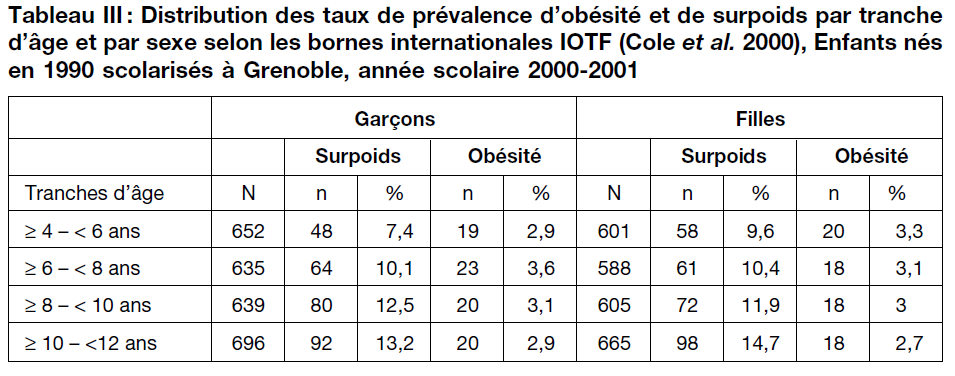 Tableau III : Distribution des taux de prévalence d’obésité et de surpoids par tranche
d’âge et par sexe selon les bornes internationales IOTF (Cole et al. 2000), Enfants nés
en 1990 scolarisés à Grenoble, année scolaire 2000-2001
Garçons Filles
Surpoids Obésité Surpoids Obésité
Tranches d’âge N n % n % N n % n %
≥ 4 – < 6 ans 652 48 7,4 19 2,9 601 58 9,6 20 3,3
≥ 6 – < 8 ans 635 64 10,1 23 3,6 588 61 10,4 18 3,1
≥ 8 – < 10 ans 639 80 12,5 20 3,1 605 72 11,9 18 3
≥ 10 – <12 ans 696 92 13,2 20 2,9 665 98 14,7 18 2,7